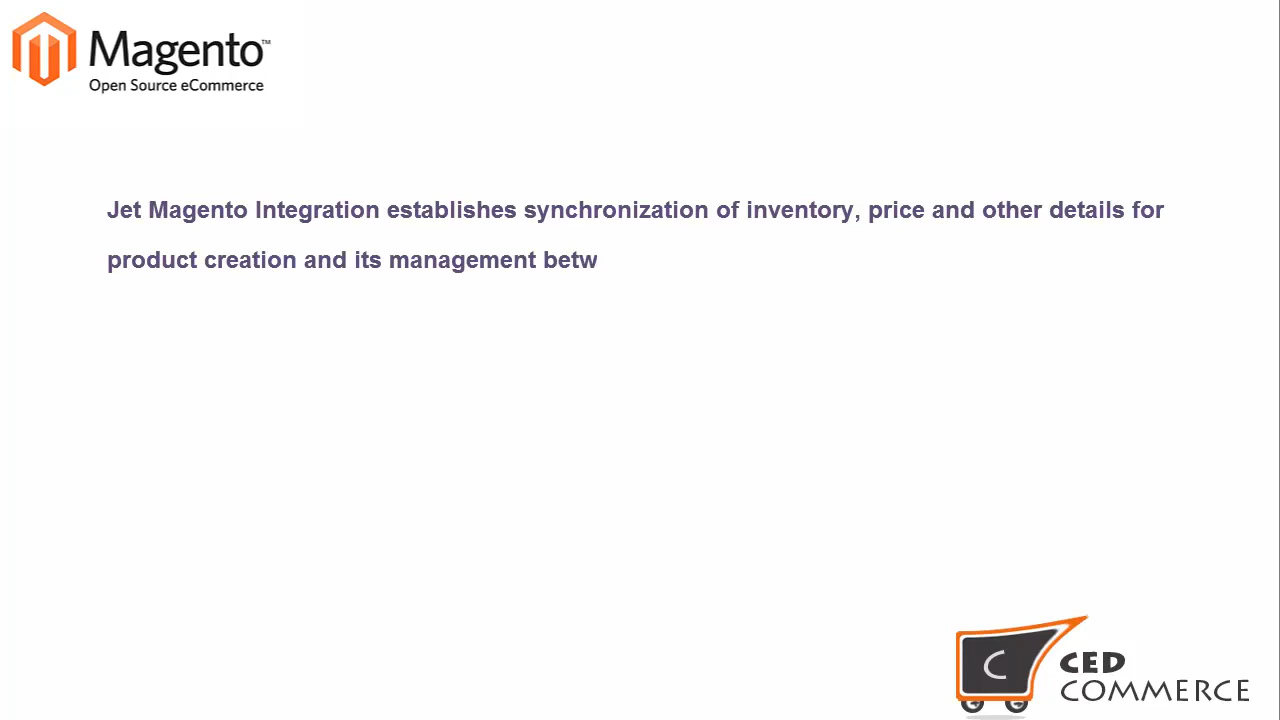 Magento™
Open Source eCommerce
Jet Magento Integration establishes synchronization of inventory, price and other details for
product creation and its management betw
C
CED
COMMERCE